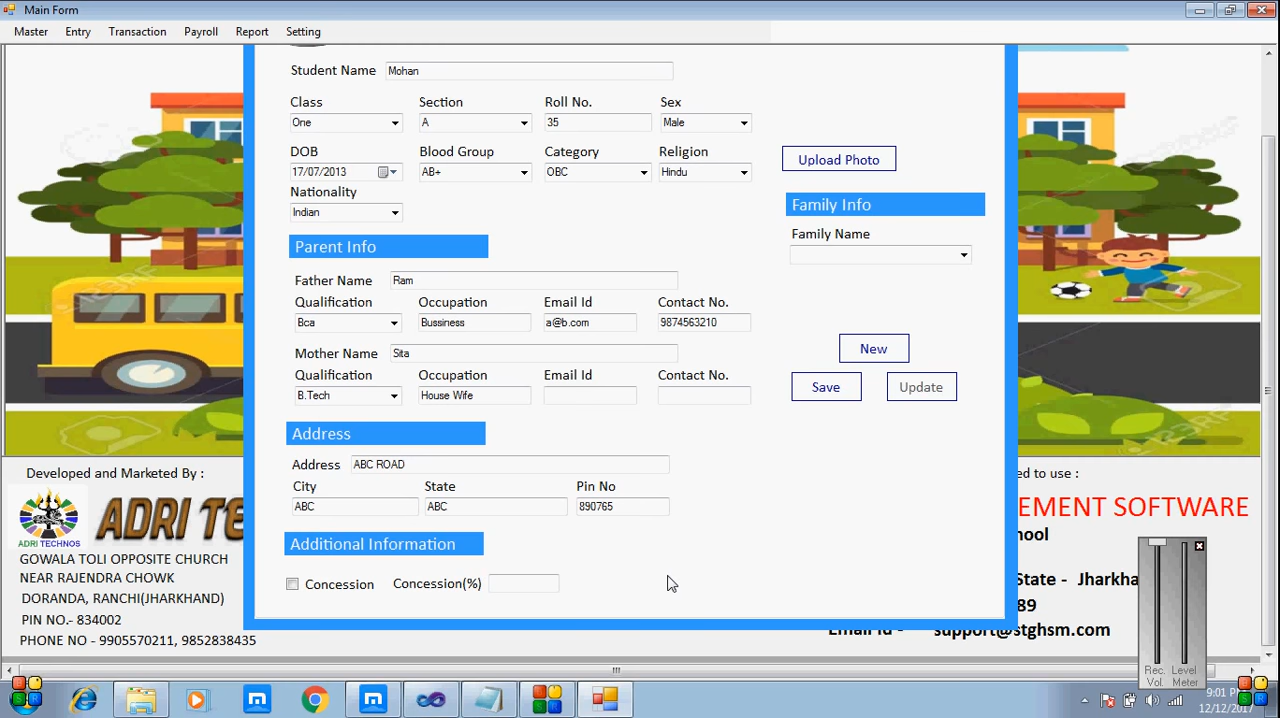 Main Form
Master Entry Transaction Payroll Report Setting
Student Name Mohan
Class Section Roll No. Sex
One A 35 Male
DOB Blood Group Category Religion
17/07/2013 AB+ OBC Hindu
Upload Photo
Nationality
Indian
Family Info
Family Name
Parent Info
Father Name Ram
Qualification Occupation Email Id Contact No.
Bca Bussiness a@b.com 9874563210
Mother Name Sita
Qualification Occupation Email Id Contact No.
B.Tech House Wife
New
Save Update
Address
Address ABC ROAD
City State Pin No
ABC ABC 890765
Additional Information
Concession Concession(%)
Developed and Marketed By :
ADRI TE
ADRI TECHNOS
GOWALA TOLI OPPOSITE CHURCH
NEAR RAJENDRA CHOWK
DORANDA, RANCHI(JHARKHAND)
PIN NO.- 834002
PHONE NO - 9905570211, 9852838435
ed to use :
EMENT SOFTWARE
hool
State - Jharkha
89
Email Id - support@stghsm.com
Rec. Vol. Level Meter
9:01 P
12/12/2017